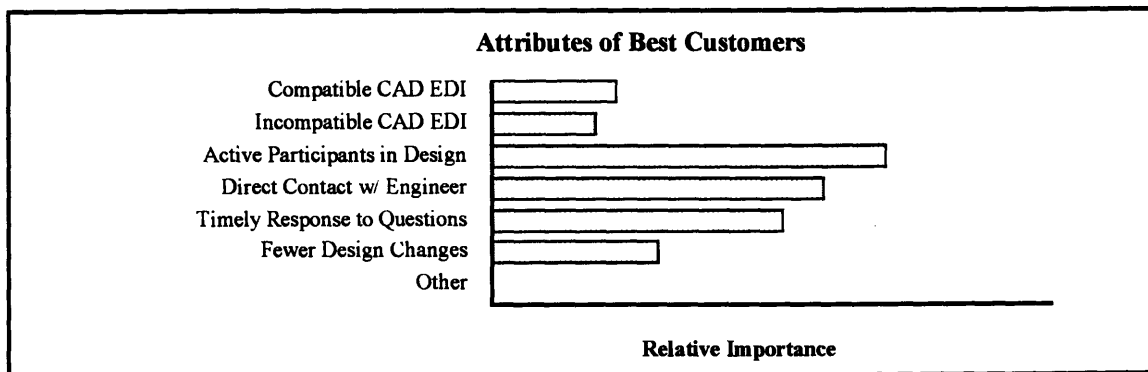 Attributes of Best Customers
Compatible CAD EDI
Incompatible CAD EDI
Active Participants in Design
Direct Contact w/ Engineer
Timely Response to Questions
Fewer Design Changes
Other
Relative Importance